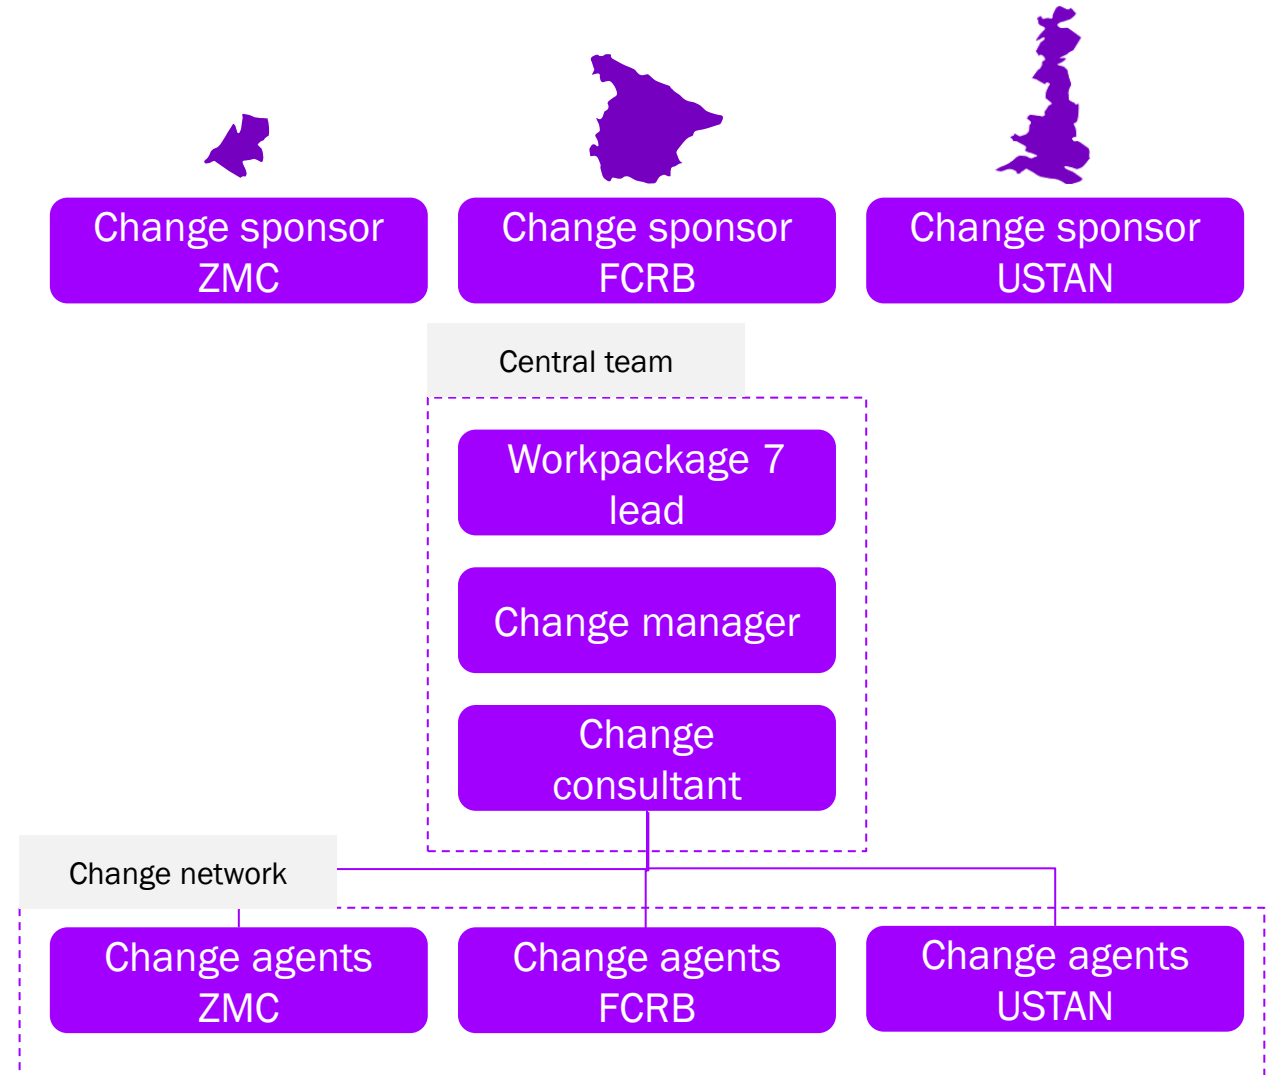 Change sponsor
ZMC
Change sponsor
FCRB
Change sponsor
USTAN
Central team
Workpackage 7
lead
Change manager
Change
consultant
Change network
Change agents
ZMC
Change agents
FCRB
Change agents
USTAN